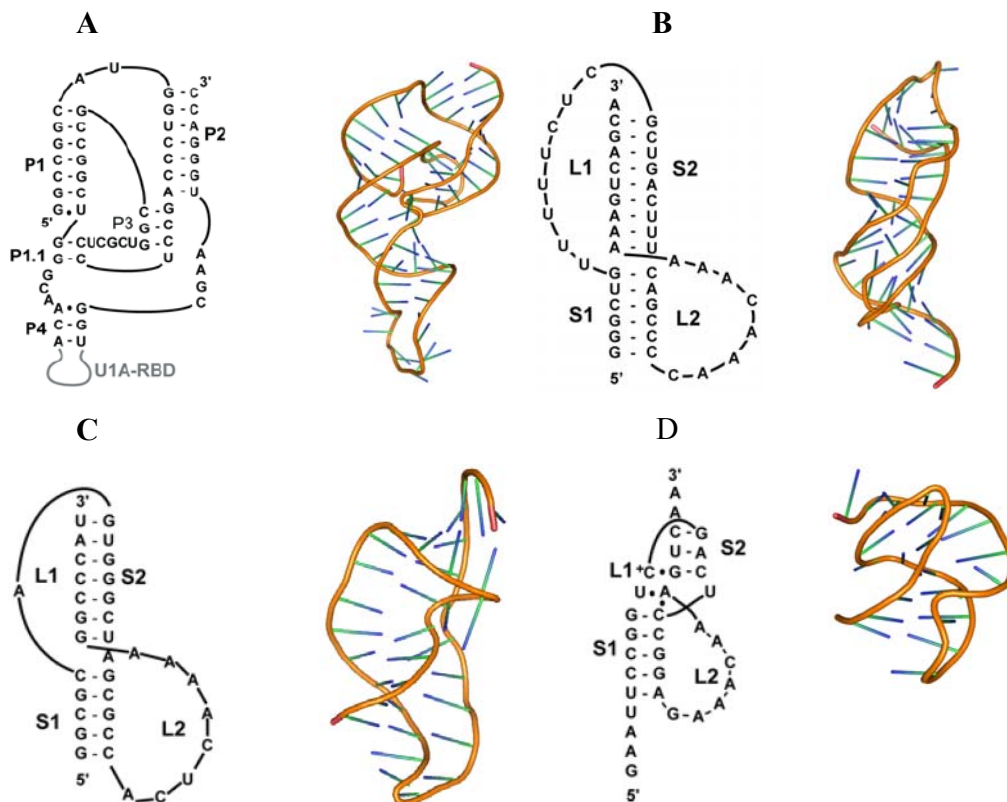 A
A U
3'
G G U C C C A G C C U
C C A G G G U
P2
C G G C C G G
G C C G G C U
P1
5'
P3
C G G
CUCGCUG G
P1.1
G G
C
G C A A C A
A A G C
P4
G G U
U1A-RBD
B
C U C U U U U U U
3'
A C G A C U G A A A
G C U G A C U U U
L1
S2
G U C G G G
C A G C C C
A A A C A A A C
S1
L2
5'
C
3'
U A C C C G G
G U G G G C U
A
L1
S2
C G C G G
A G C G C C
A A A A C U C A
S1
L2
5'
D
3'
A A C U G A
G A C U
S2
L1 + C
U
S1
G G C C U U A A G
C C G G A G A A A C A A
L2
5'